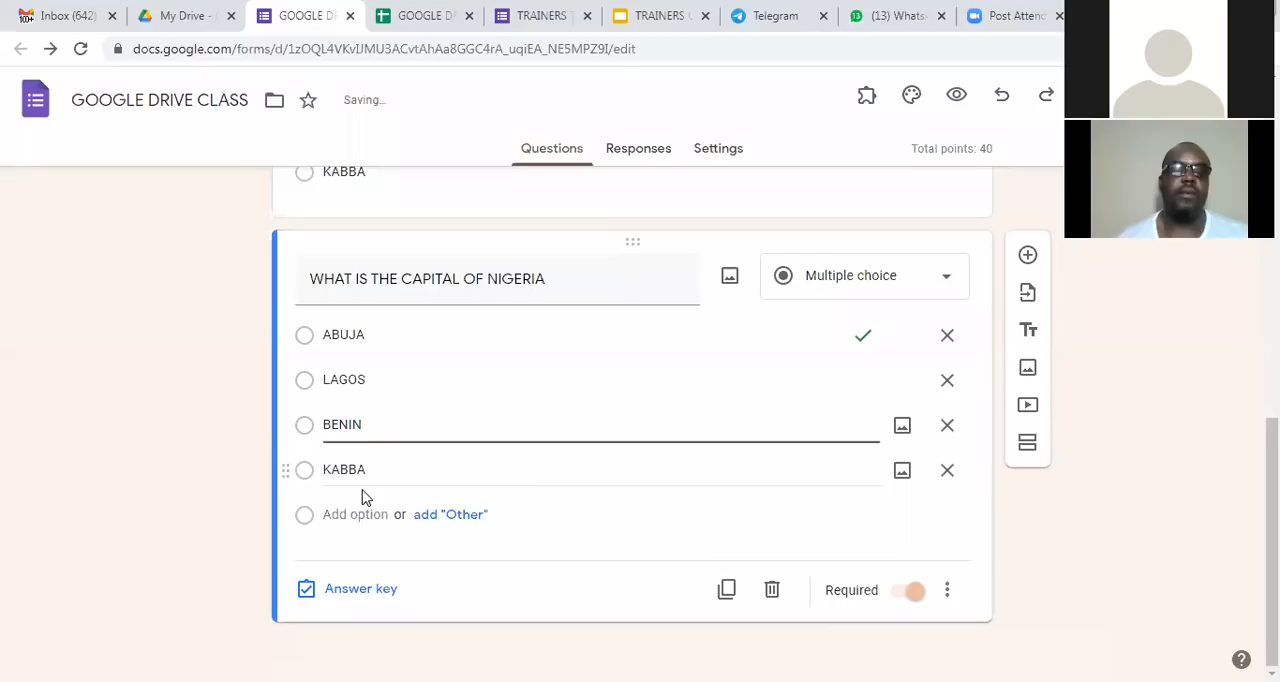 Inbox (642)
My Drive -
GOOGLE D
GOOGLE D
TRAINERS
TRAINERS
Telegram
(13) Whats
Post Attend
docs.google.com/forms/d/1zOQL4VKvIJMU3ACvtAhAa8GGC4rA_uqiEA_NE5MPZ9I/edit
GOOGLE DRIVE CLASS
Saving...
Questions
Responses
Settings
Total points: 40
KABBA
WHAT IS THE CAPITAL OF NIGERIA
Multiple choice
ABUJA
LAGOS
BENIN
KABBA
Add option or add "Other"
Answer key
Required